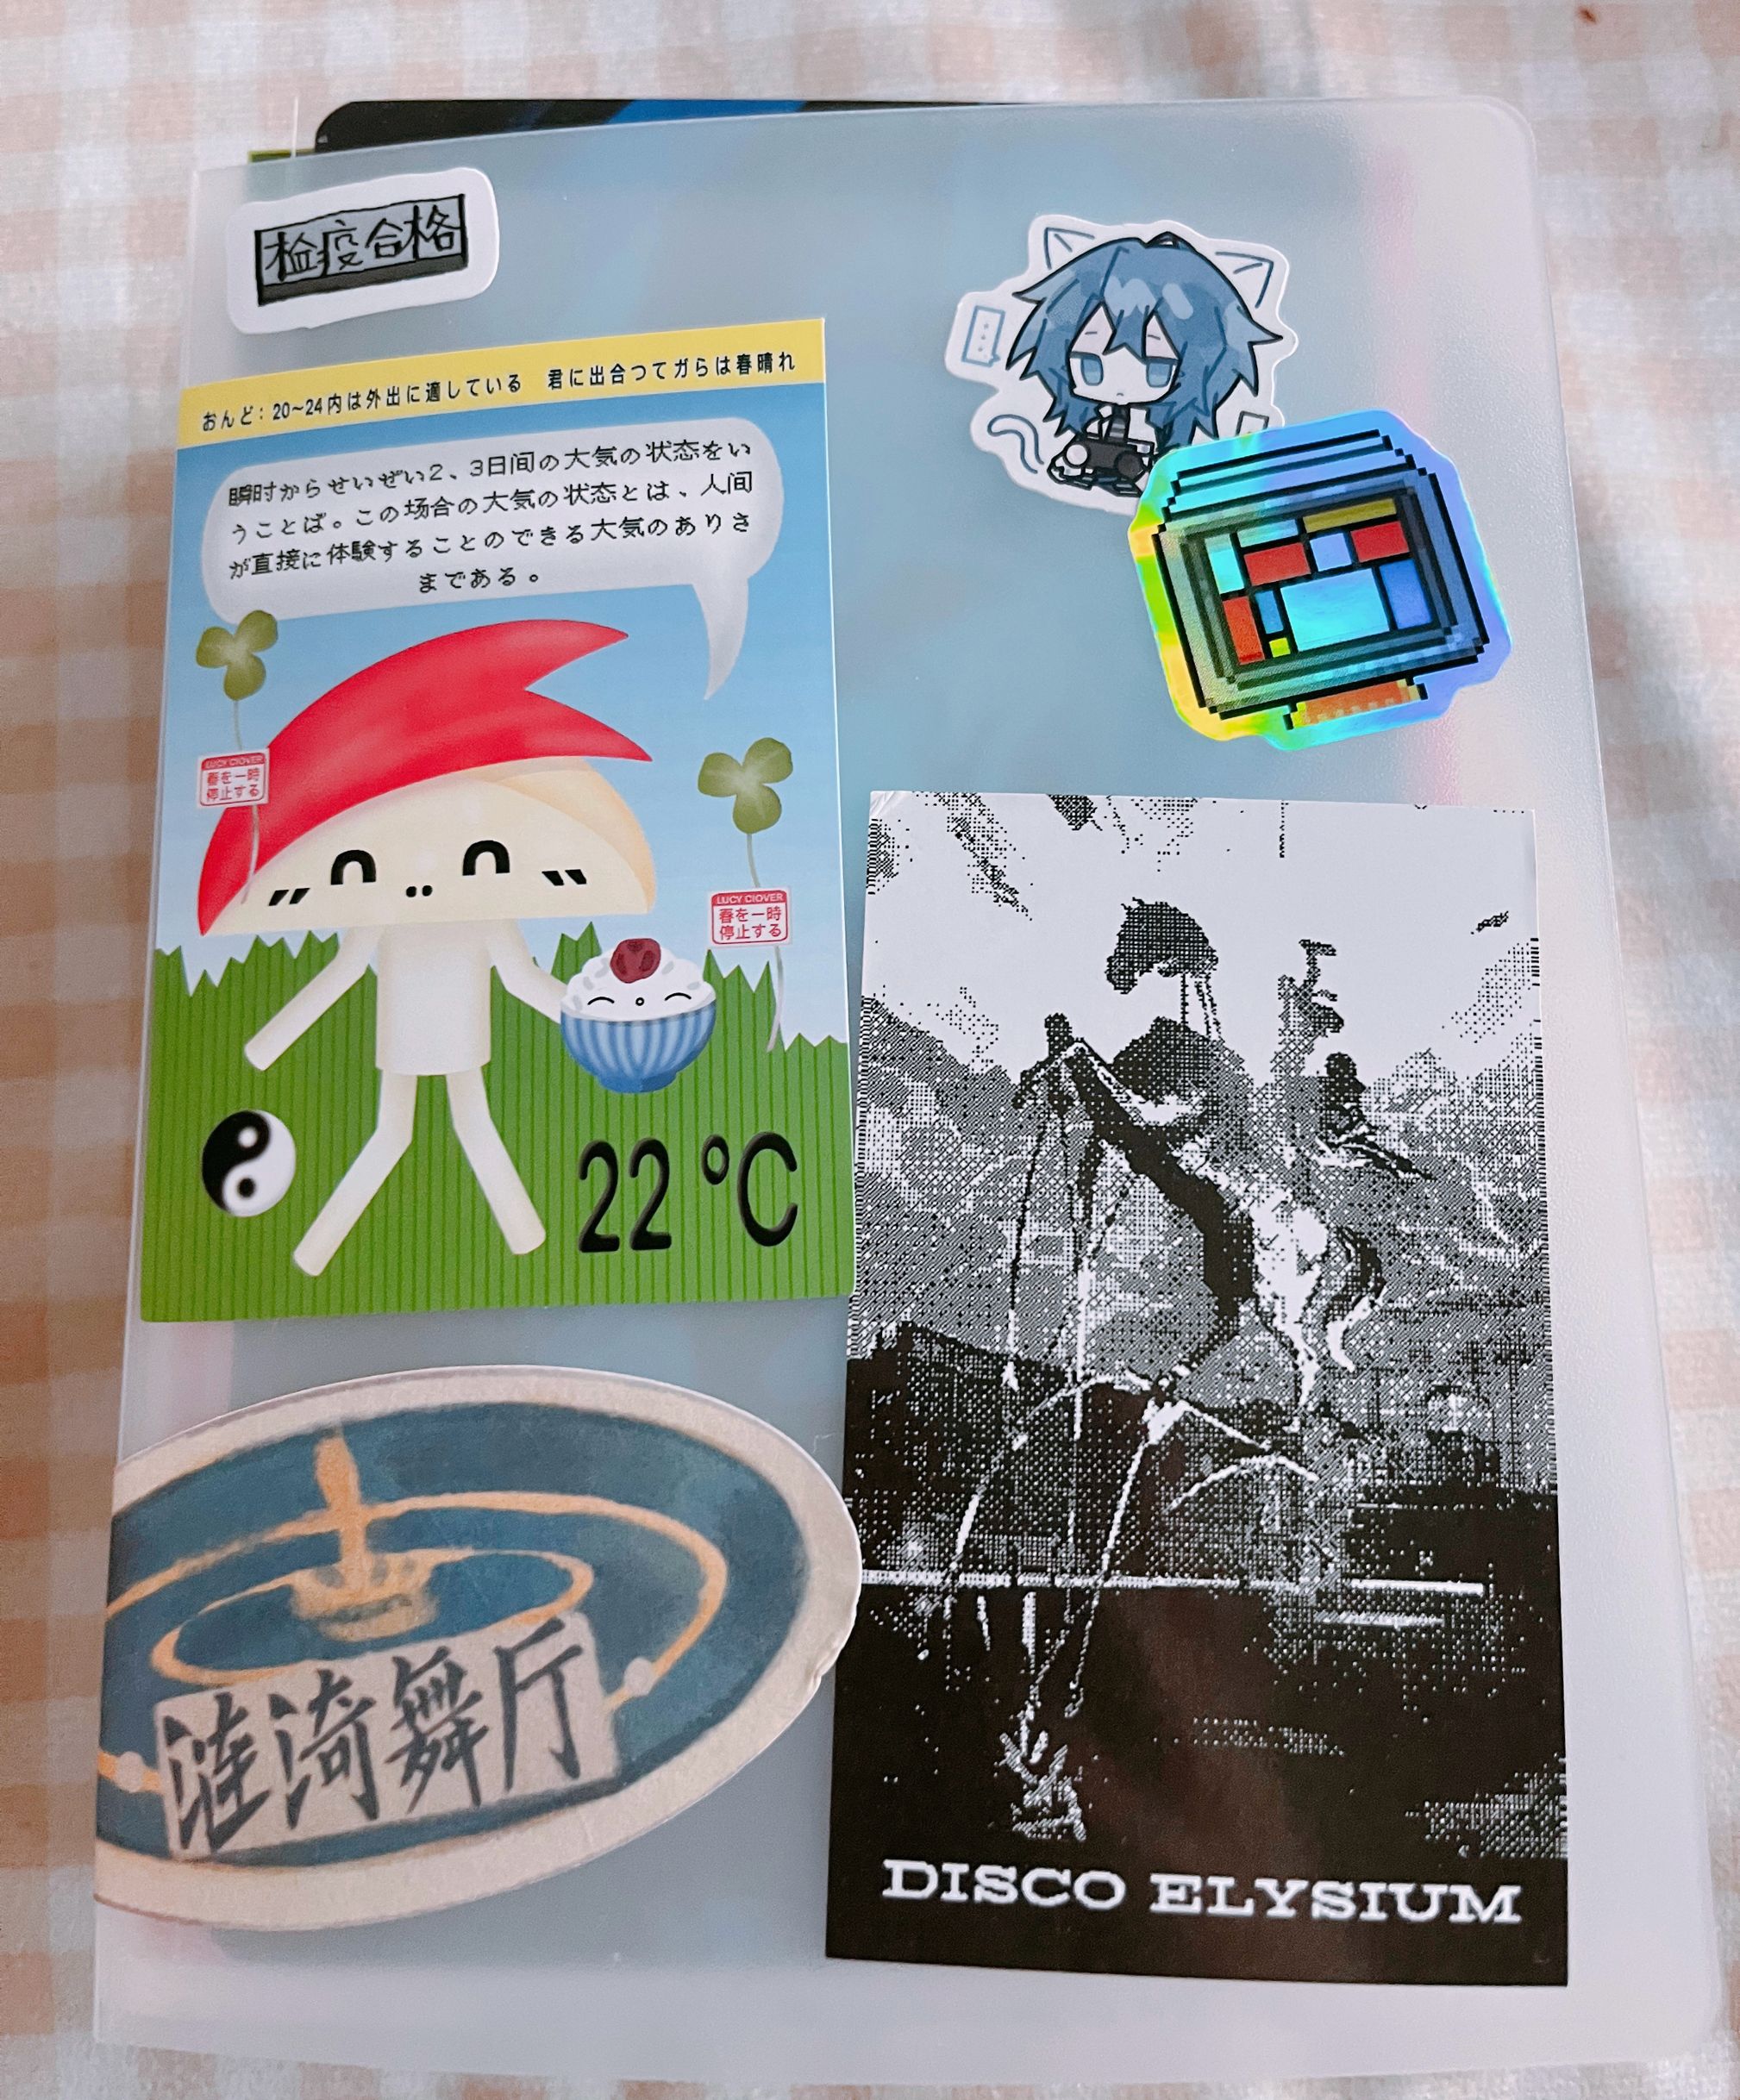 检疫合格
おんど：20~24内は外出に適している　君に出合つてガらは春晴れ
瞬时からせいぜい2、3日间の大気の状态をい
うことば。この场合の大気の状态とは、人间
が直接に体験することのできる大気のありさ
まである。
LUCY ClOVER
春を一時
停止する
LUCY ClOVER
春を一時
停止する
22 °C
涟漪舞厅
DISCO ELYSIUM